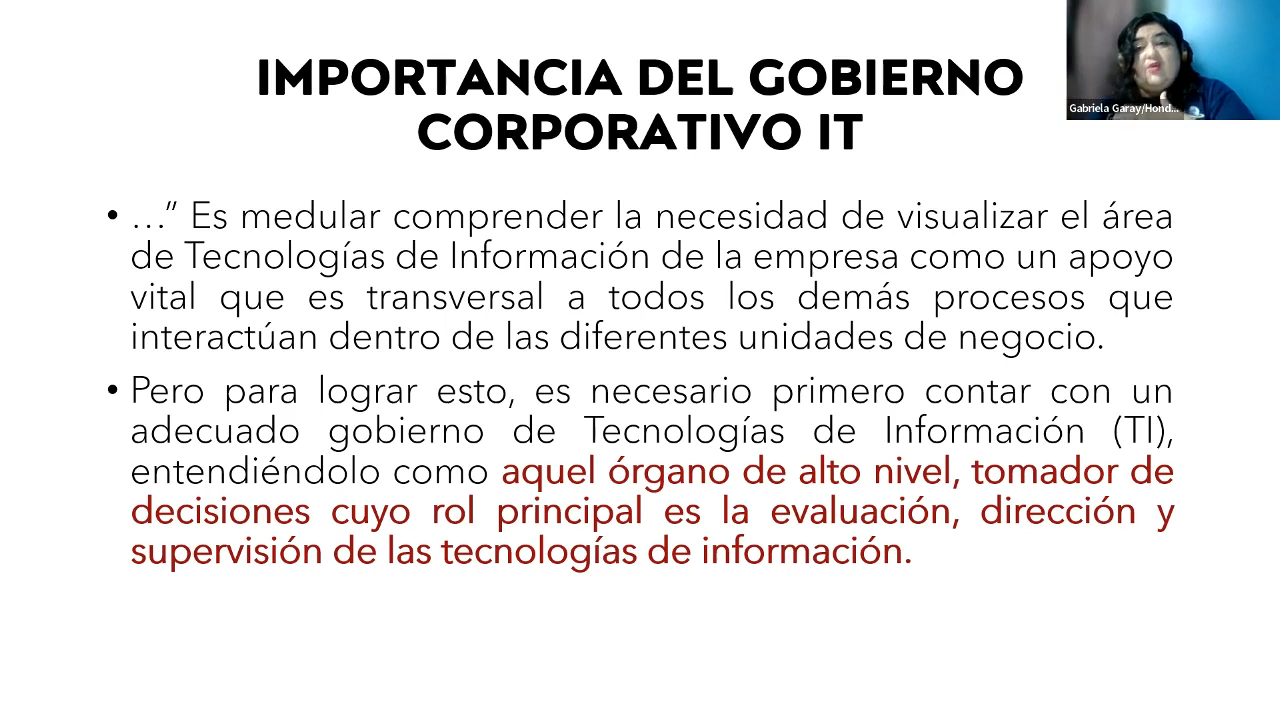 IMPORTANCIA DEL GOBIERNO
CORPORATIVO IT
Gabriela Garay/Hond...
• …” Es medular comprender la necesidad de visualizar el área
de Tecnologías de Información de la empresa como un apoyo
vital que es transversal a todos los demás procesos que
interactúan dentro de las diferentes unidades de negocio.
• Pero para lograr esto, es necesario primero contar con un
adecuado gobierno de Tecnologías de Información (TI),
entendiéndolo como aquel órgano de alto nivel, tomador de
decisiones cuyo rol principal es la evaluación, dirección y
supervisión de las tecnologías de información.